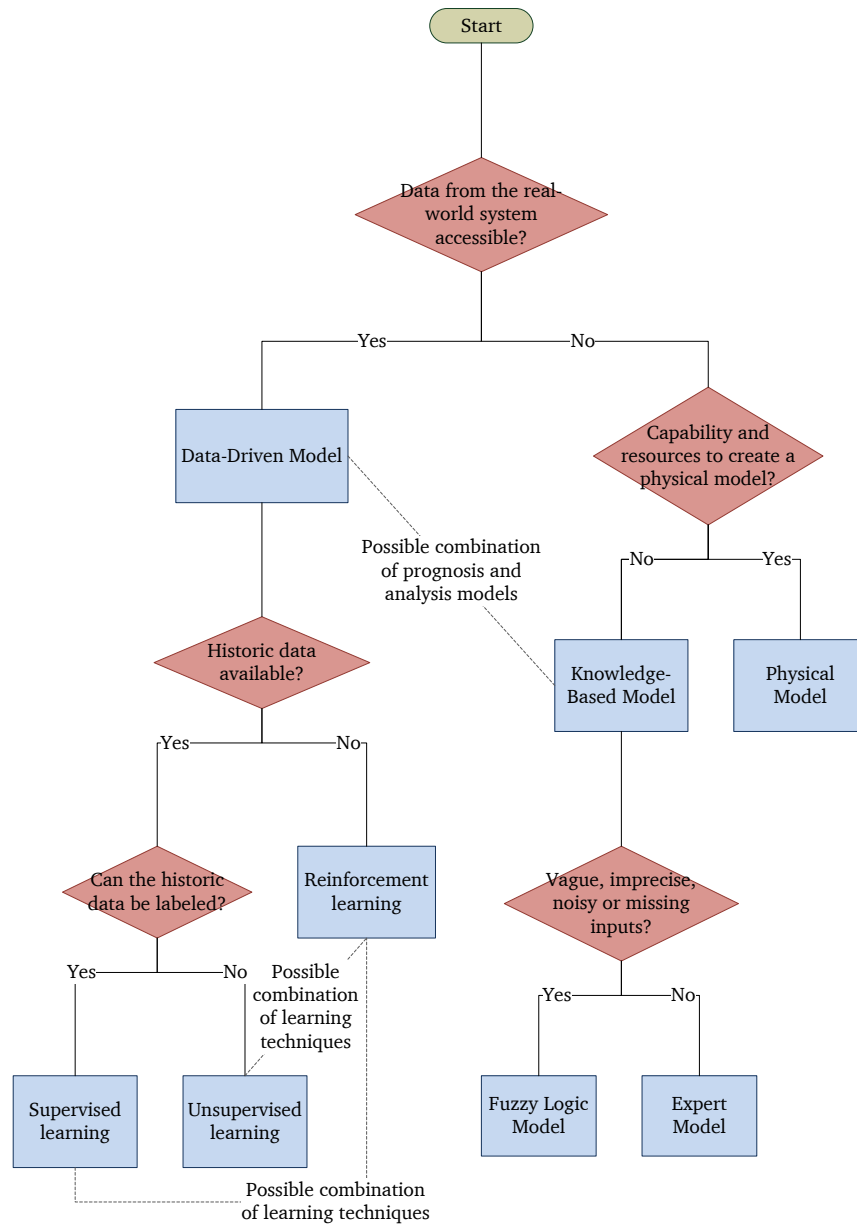 Start
Data from the real-
world system
accessible?
Yes
No
Data-Driven Model
Capability and
resources to create a
physical model?
Possible combination
of prognosis and
analysis models
No
Yes
Historic data
available?
Knowledge-
Based Model
Physical
Model
Yes
No
Can the historic
data be labeled?
Reinforcement
learning
Vague, imprecise,
noisy or missing
inputs?
Yes
No
Possible
combination
of learning
techniques
Yes
No
Supervised
learning
Unsupervised
learning
Fuzzy Logic
Model
Expert
Model
Possible combination
of learning techniques